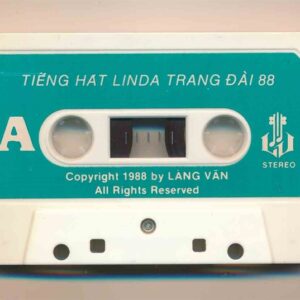 TIẾNG HÁT LINDA TRANG ĐÀI 88
A
STEREO
Copyright 1988 by LÀNG VĂN
All Rights Reserved